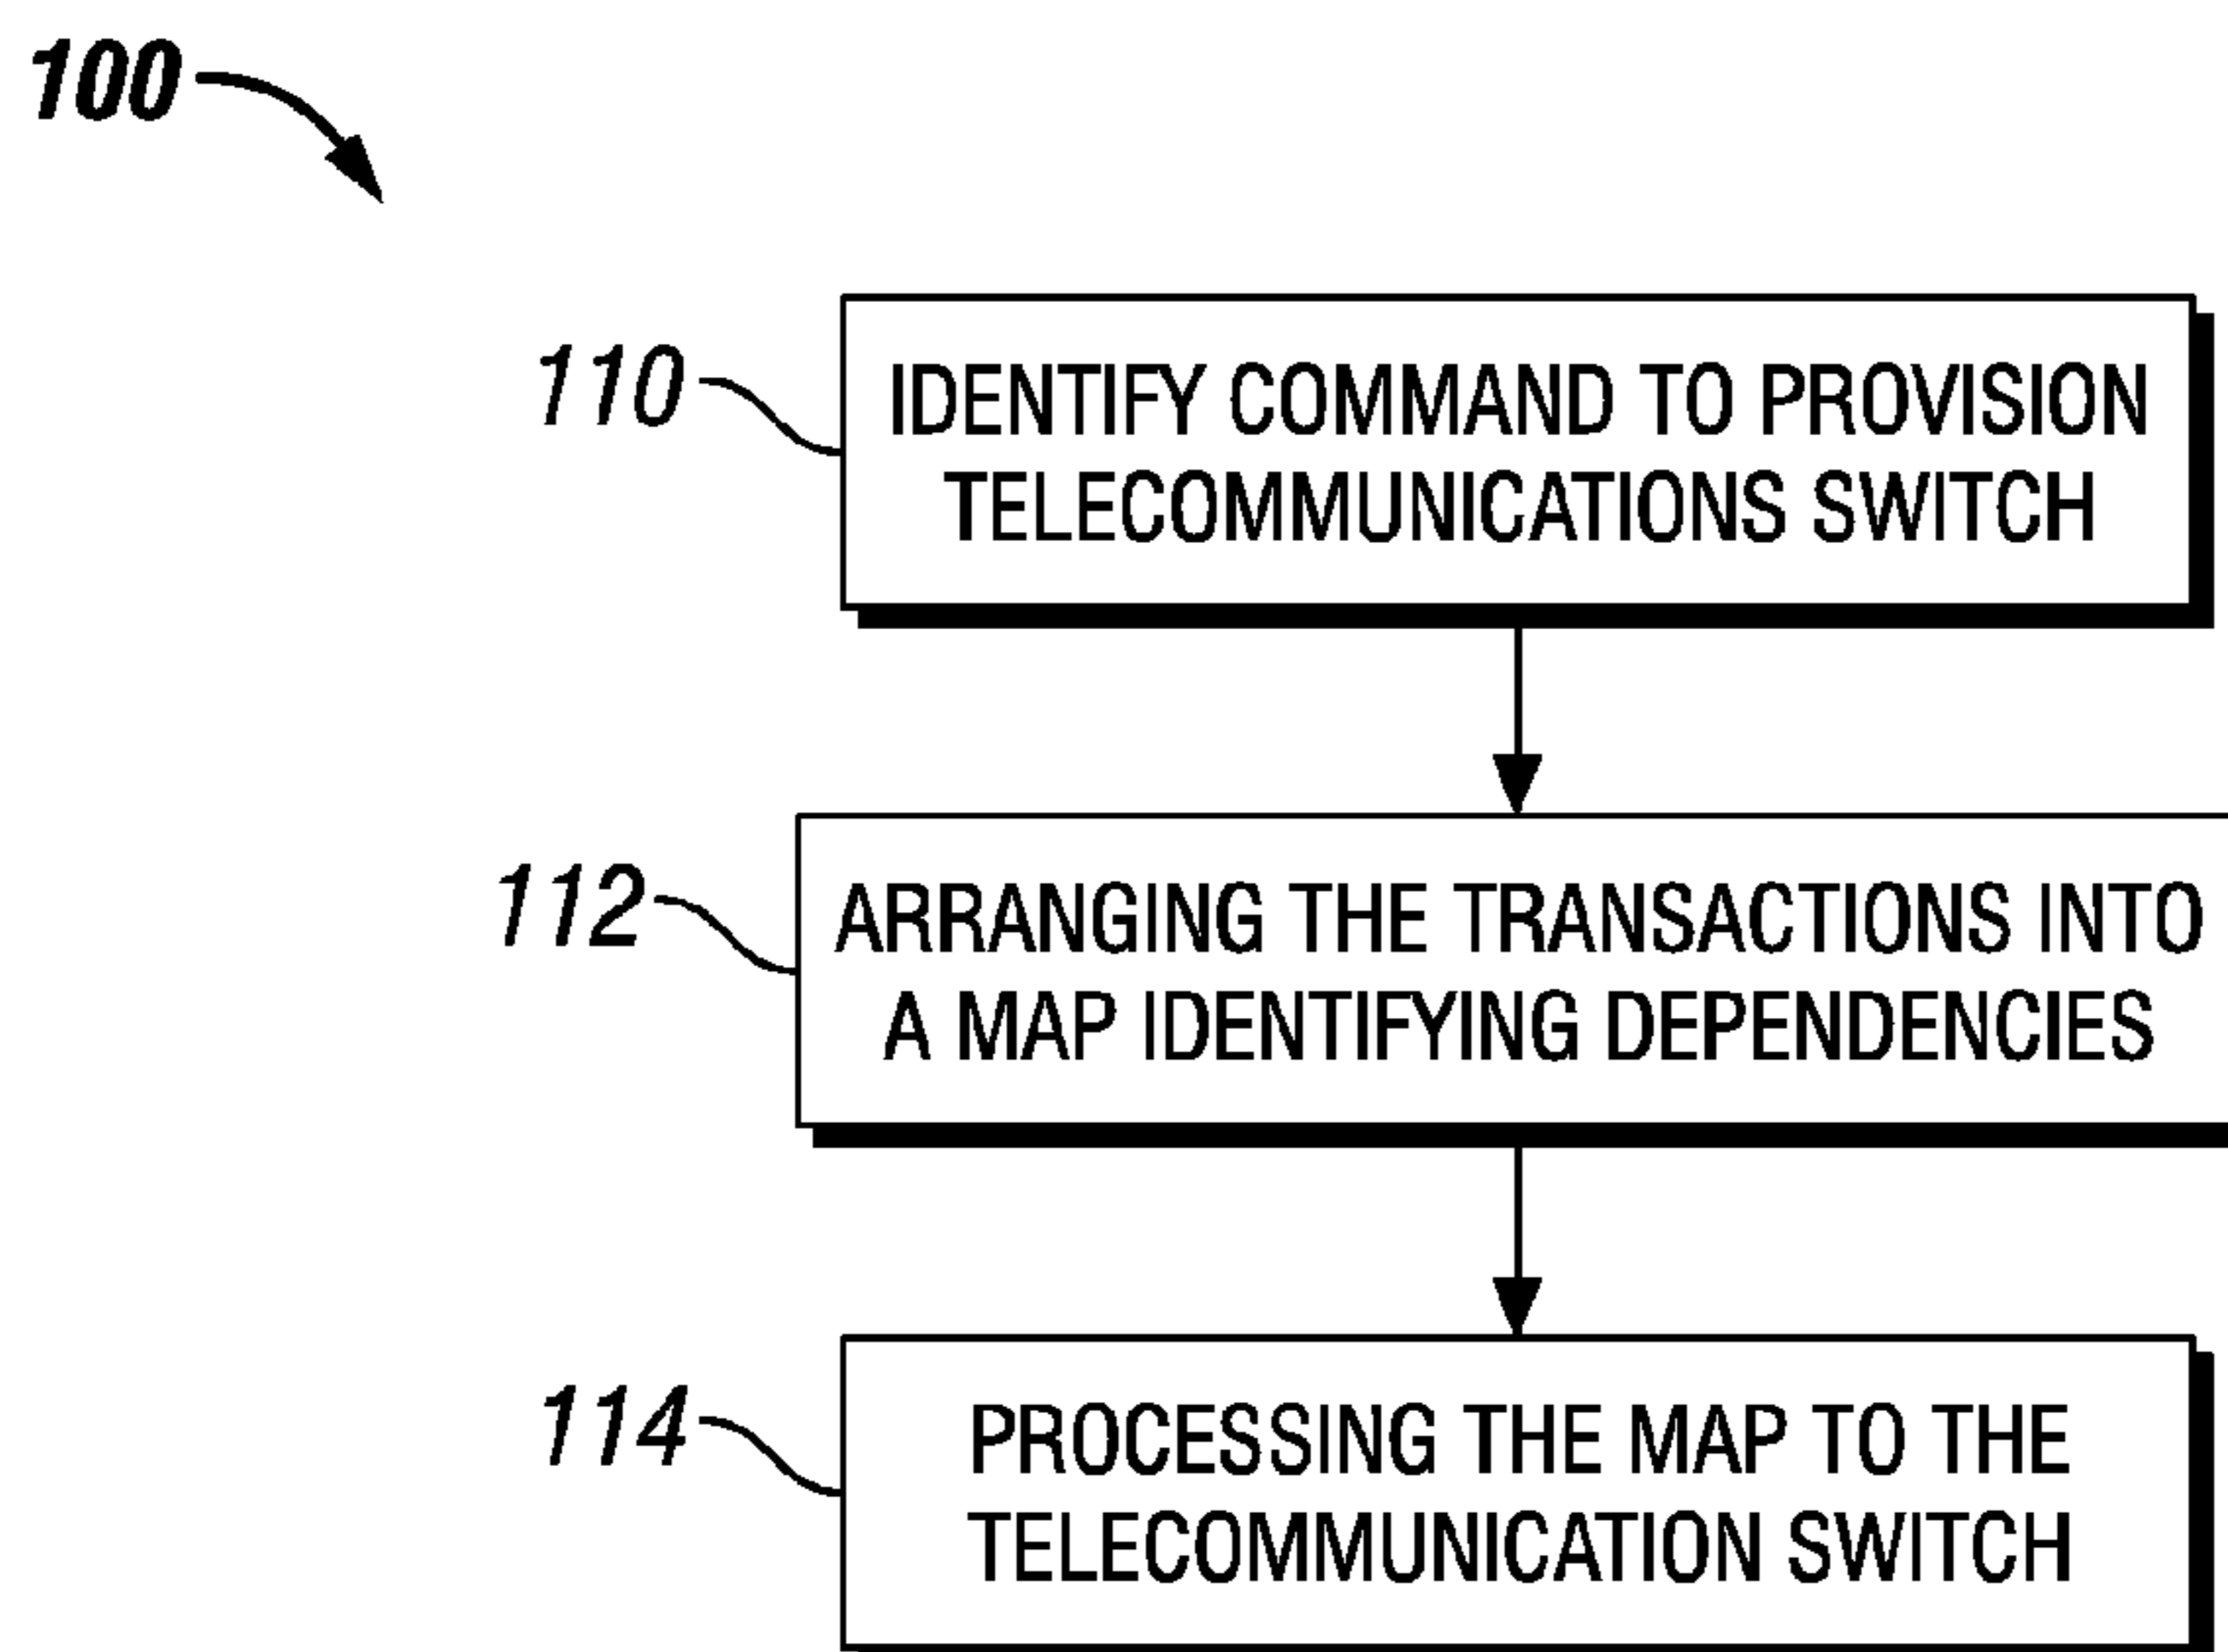 100
110
IDENTIFY COMMAND TO PROVISION
TELECOMMUNICATIONS SWITCH
112
ARRANGING THE TRANSACTIONS INTO
A MAP IDENTIFYING DEPENDENCIES
114
PROCESSING THE MAP TO THE
TELECOMMUNICATION SWITCH